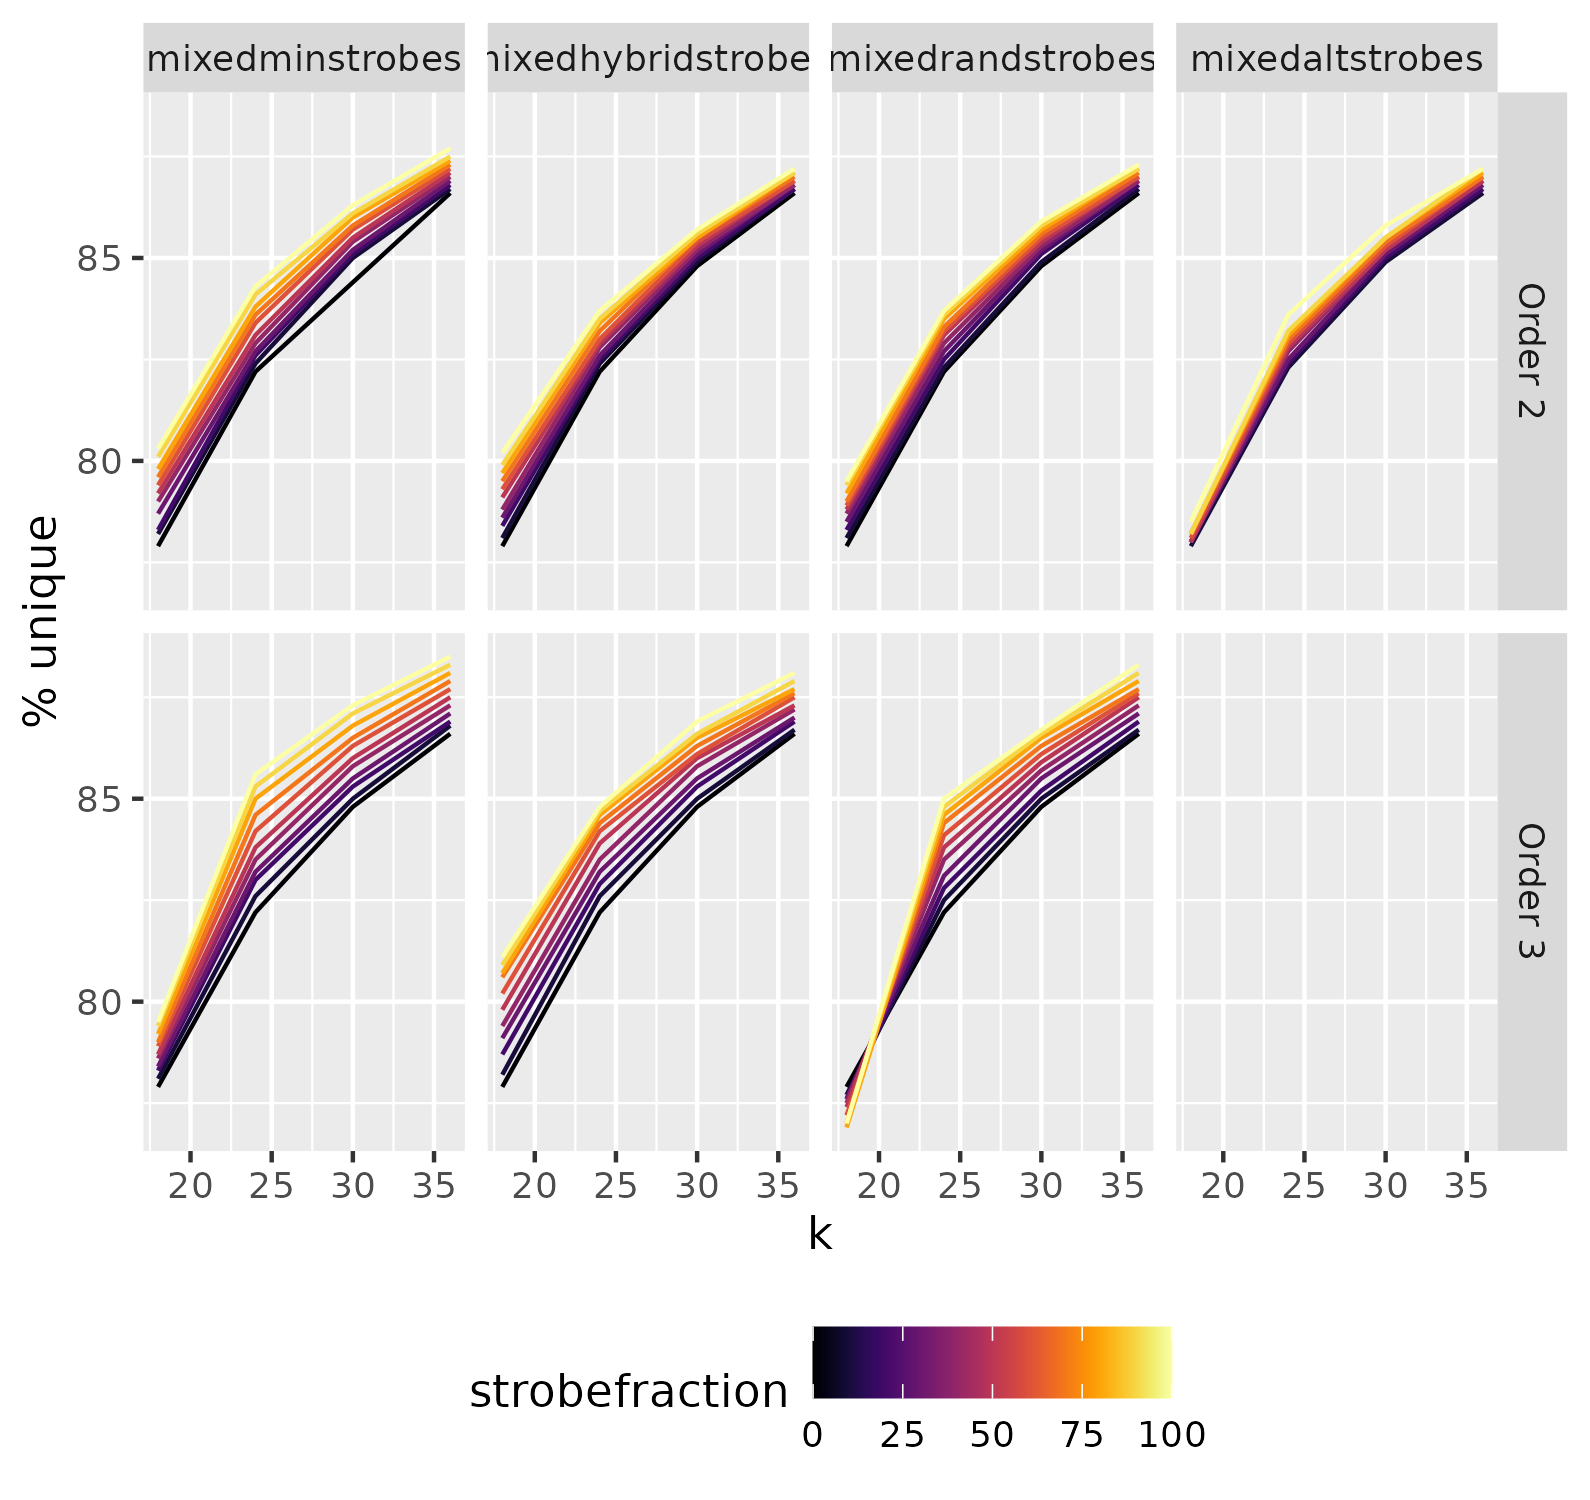 mixedminstrobes
mixedhybridstrobes
mixedrandstrobes
mixedaltstrobes
% unique
85
80
Order 2
85
80
Order 3
20 25 30 35
20 25 30 35
20 25 30 35
20 25 30 35
k
strobefraction
0 25 50 75 100